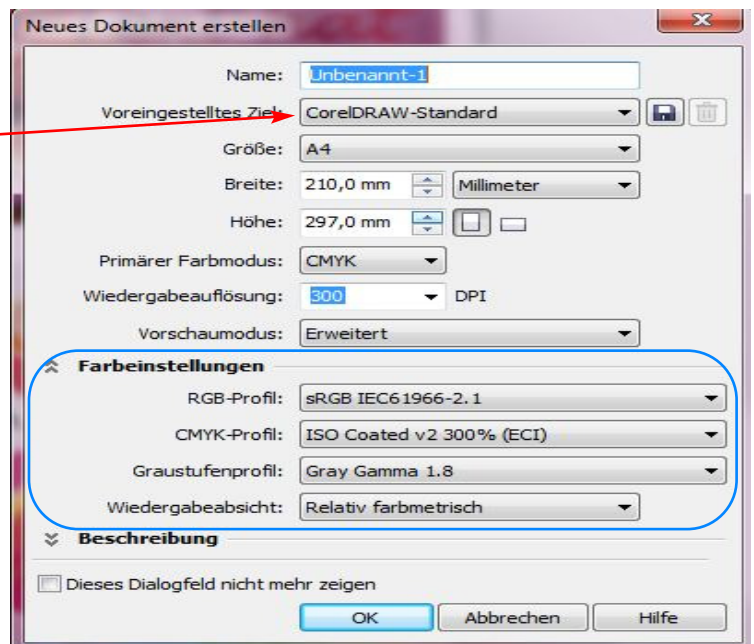 Neues Dokument erstellen
Name: Unbenannt-1
Voreingestelltes Ziel: CorelDRAW-Standard
Größe: A4
Breite: 210,0 mm Millimeter
Höhe: 297,0 mm
Primärer Farbmodus: CMYK
Wiedergabeauflösung: 300 DPI
Vorschaumodus: Erweitert
Farbeinstellungen
RGB-Profil: sRGB IEC61966-2.1
CMYK-Profil: ISO Coated v2 300% (ECI)
Graustufenprofil: Gray Gamma 1.8
Wiedergabeabsicht: Relativ farbmetrisch
Beschreibung
Dieses Dialogfeld nicht mehr zeigen
OK Abbrechen Hilfe